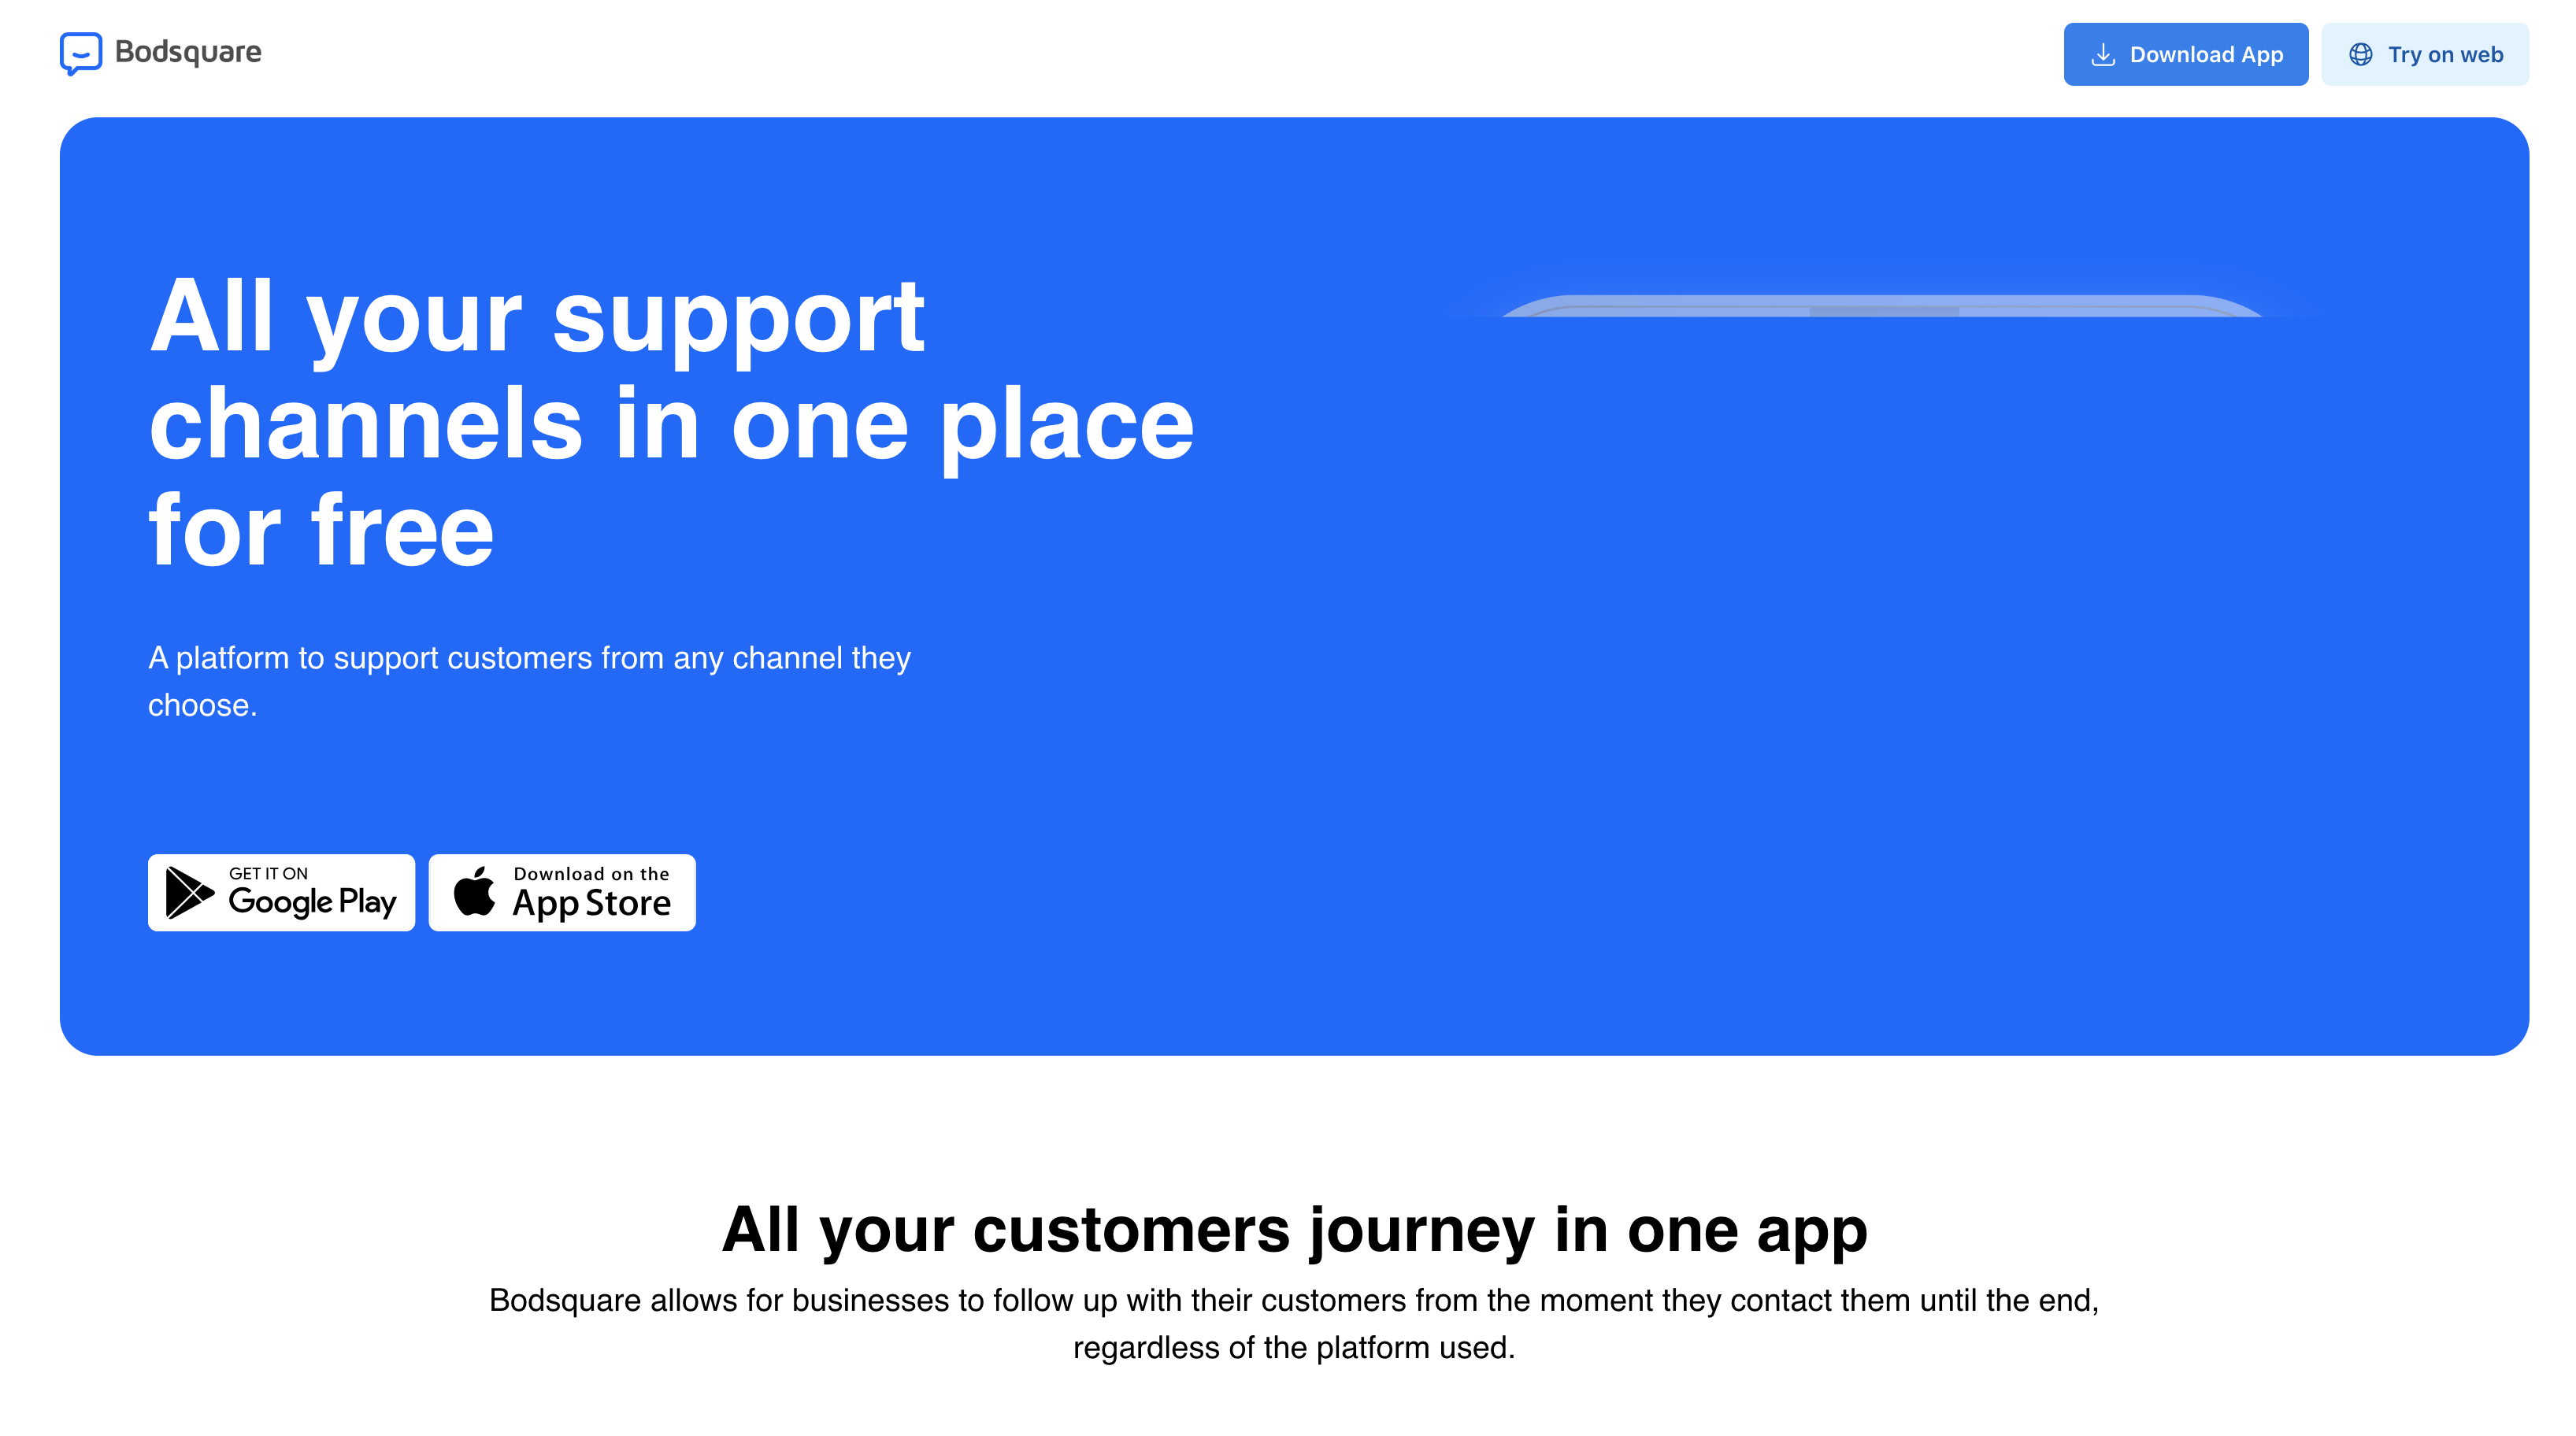 Bodsquare
Download App
Try on web
All your support
channels in one place
for free
A platform to support customers from any channel they
choose.
GET IT ON
Google Play
Download on the
App Store
All your customers journey in one app
Bodsquare allows for businesses to follow up with their customers from the moment they contact them until the end,
regardless of the platform used.